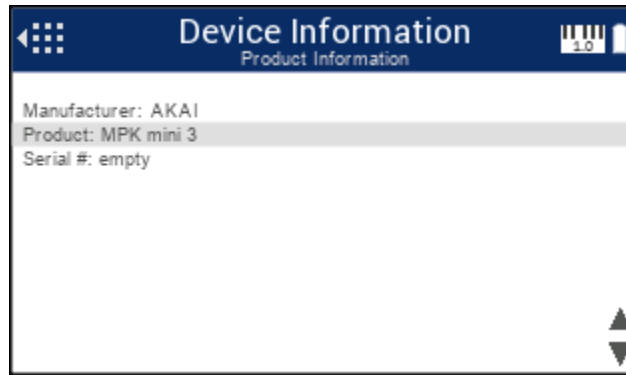 Device Information
Product Information
1.0
Manufacturer: AKAI
Product: MPK mini 3
Serial #: empty